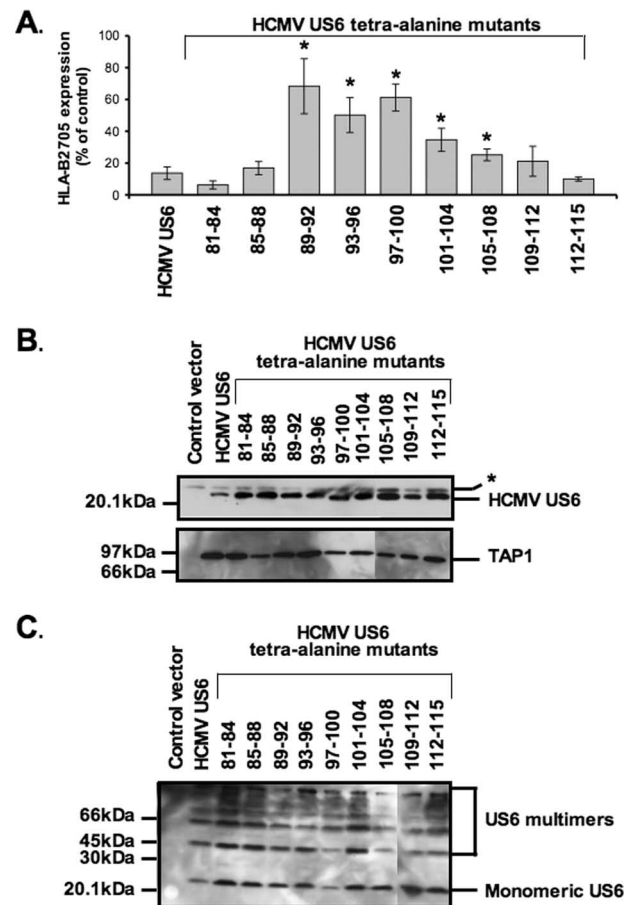 A.
HCMV US6 tetra-alanine mutants
HLA-B2705 expression
(% of control)
100
80
60
40
20
0
* * * * *
HCMV US6
81-84
85-88
89-92
93-96
97-100
101-104
105-108
109-112
112-115
B.
HCMV US6
tetra-alanine mutants
Control vector
HCMV US6
81-84
85-88
89-92
93-96
97-100
101-104
105-108
109-112
112-115
*
20.1kDa
HCMV US6
97kDa
66kDa
TAP1
C.
HCMV US6
tetra-alanine mutants
Control vector
HCMV US6
81-84
85-88
89-92
93-96
97-100
101-104
105-108
109-112
112-115
66kDa
45kDa
30kDa
20.1kDa
US6 multimers
Monomeric US6